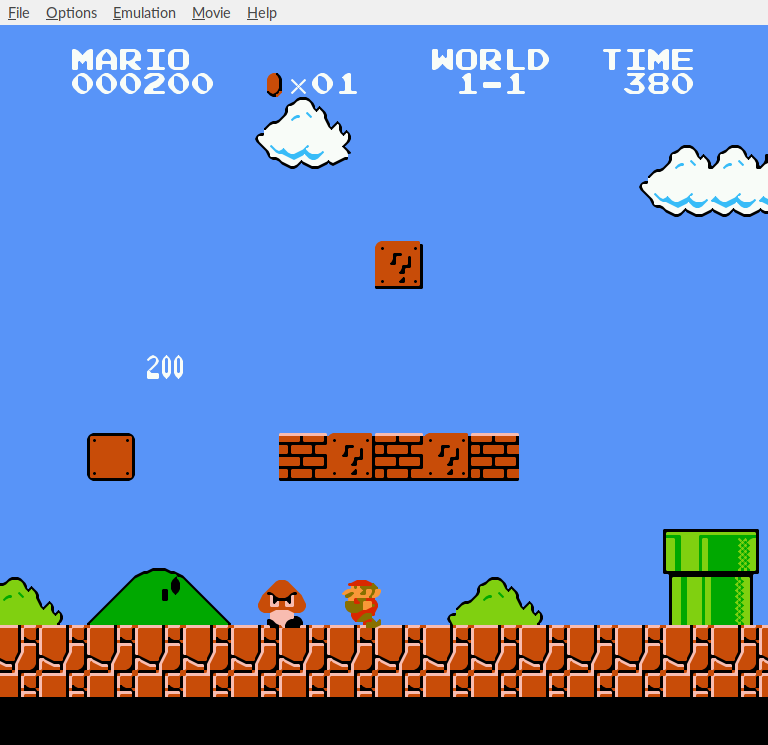 File Options Emulation Movie Help
MARIO WORLD TIME
000200 ×01 1-1 380
?
200
? ?